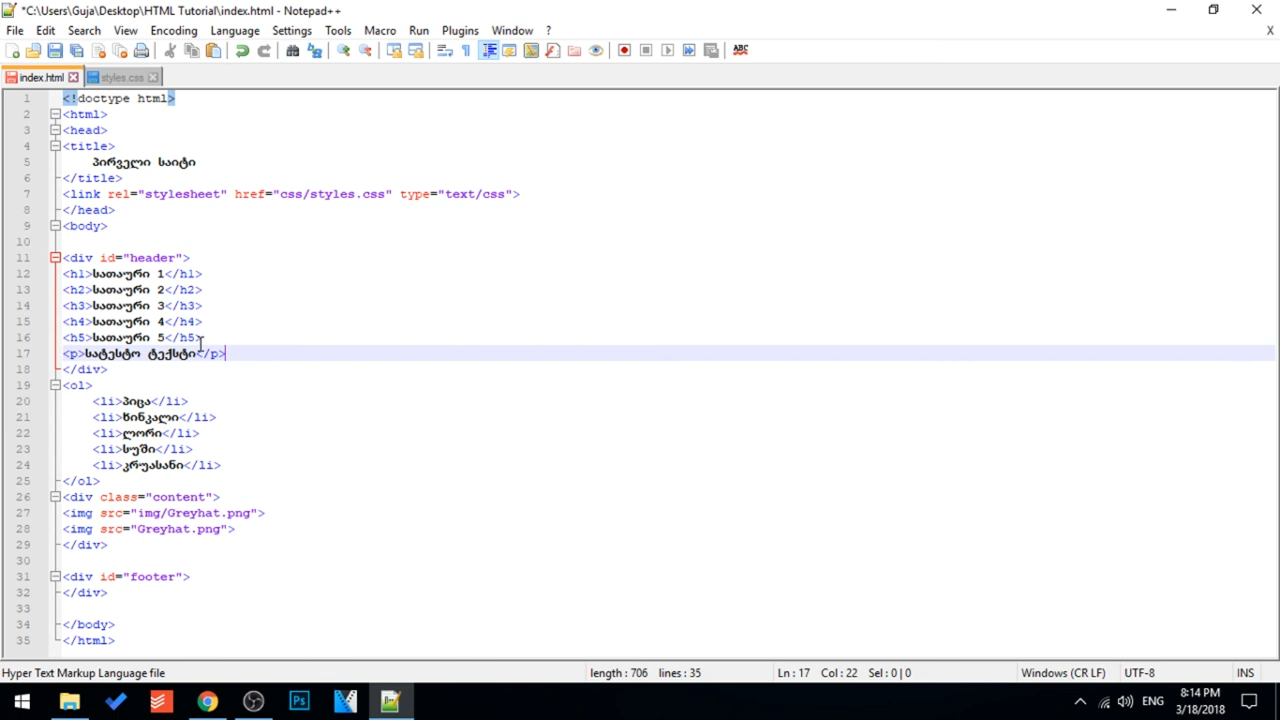 *C:\Users\Guja\Desktop\HTML Tutorial\index.html - Notepad++
File Edit Search View Encoding Language Settings Tools Macro Run Plugins Window ? X
ABC
index.html styles.css
1 <!doctype html>
2 <html>
3 <head>
4 <title>
5 პირველი საიტი
6 </title>
7 <link rel="stylesheet" href="css/styles.css" type="text/css">
8 </head>
9 <body>
10
11 <div id="header">
12 <h1>სათაური 1</h1>
13 <h2>სათაური 2</h2>
14 <h3>სათაური 3</h3>
15 <h4>სათაური 4</h4>
16 <h5>სათაური 5</h5>
17 <p>სატესტო ტექსტი</p>
18 </div>
19 <ol>
20 <li>პიცა</li>
21 <li>ხინკალი</li>
22 <li>ლორი</li>
23 <li>სუში</li>
24 <li>კრუასანი</li>
25 </ol>
26 <div class="content">
27 <img src="img/Greyhat.png">
28 <img src="Greyhat.png">
29 </div>
30
31 <div id="footer">
32 </div>
33
34 </body>
35 </html>
Hyper Text Markup Language file length : 706 lines : 35 Ln : 17 Col : 22 Sel : 0 | 0 Windows (CR LF) UTF-8 INS
Ps ENG 8:14 PM
3/18/2018